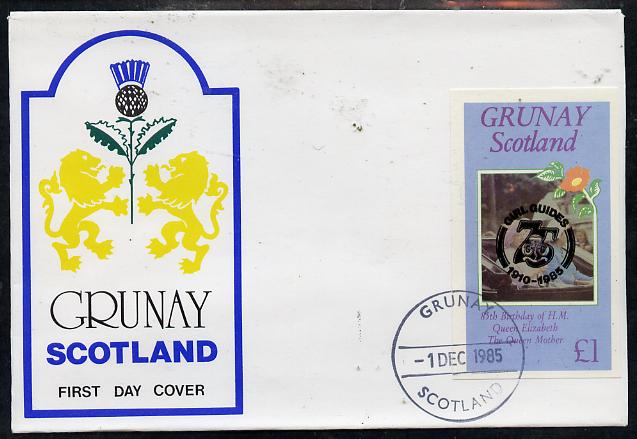 GRUNAY
SCOTLAND
FIRST DAY COVER
GRUNAY
Scotland
GIRL GUIDES
75
1910-1985
85th Birthday of H.M.
Queen Elizabeth
The Queen Mother
£1
GRUNAY
-1 DEC 1985
SCOTLAND